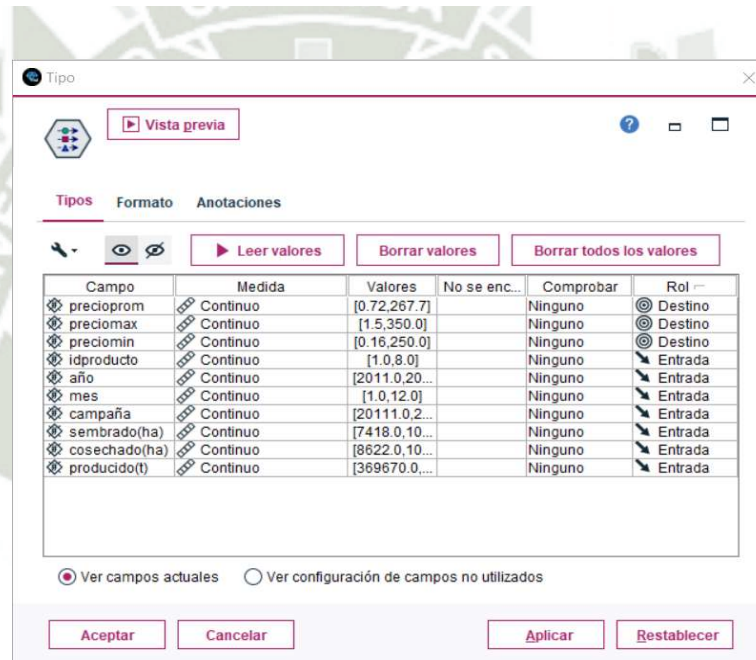 Tipo
Vista previa
?
Tipos Formato Anotaciones
Leer valores Borrar valores Borrar todos los valores
Campo Medida Valores No se enc... Comprobar Rol
precioprom Continuo [0.72,267.7] Ninguno Destino
preciomax Continuo [1.5,350.0] Ninguno Destino
preciomin Continuo [0.16,250.0] Ninguno Destino
idproducto Continuo [1.0,8.0] Ninguno Entrada
año Continuo [2011.0,20... Ninguno Entrada
mes Continuo [1.0,12.0] Ninguno Entrada
campaña Continuo [20111.0,2... Ninguno Entrada
sembrado(ha) Continuo [7418.0,10... Ninguno Entrada
cosechado(ha) Continuo [8622.0,10... Ninguno Entrada
producido(t) Continuo [369670.0,... Ninguno Entrada
Ver campos actuales Ver configuración de campos no utilizados
Aceptar Cancelar Aplicar Restablecer